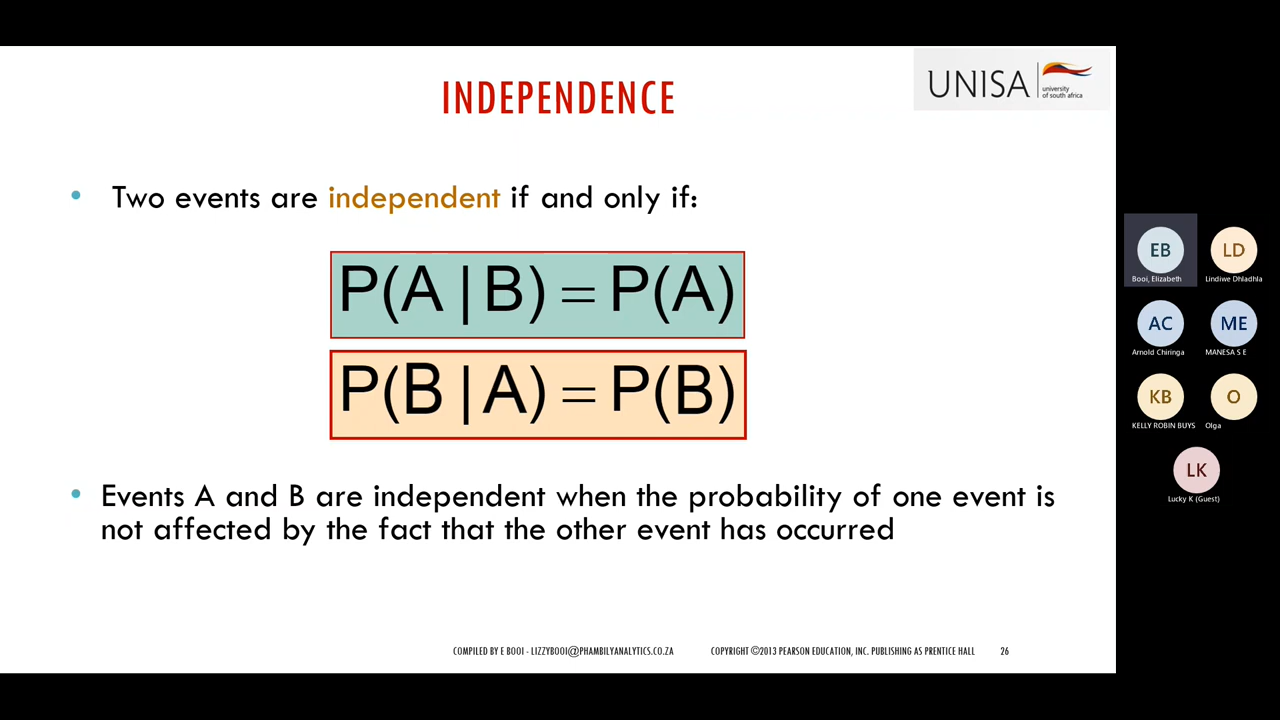 INDEPENDENCE
UNISA
university
of south africa
• Two events are independent if and only if:
P(A | B) = P(A)
P(B | A) = P(B)
• Events A and B are independent when the probability of one event is
not affected by the fact that the other event has occurred
COMPILED BY E BOOI - LIZZYBOOI@PHAMBILYANALYTICS.CO.ZA
COPYRIGHT ©2013 PEARSON EDUCATION, INC. PUBLISHING AS PRENTICE HALL
26
EB
Booi, Elizabeth
LD
Lindiwe Dhladhla
AC
Arnold Chiringa
ME
MANESA S E
KB
KELLY ROBIN BUYS
O
Olga
LK
Lucky K (Guest)